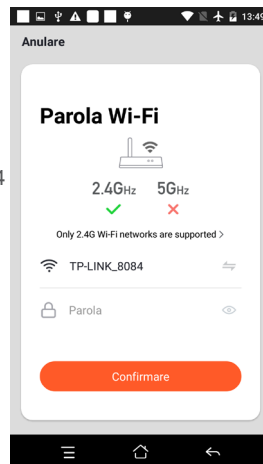 13:49
Anulare
Parola Wi-Fi
2.4GHz 5GHz
Only 2.4G Wi-Fi networks are supported >
TP-LINK_8084
Parola
Confirmare
4